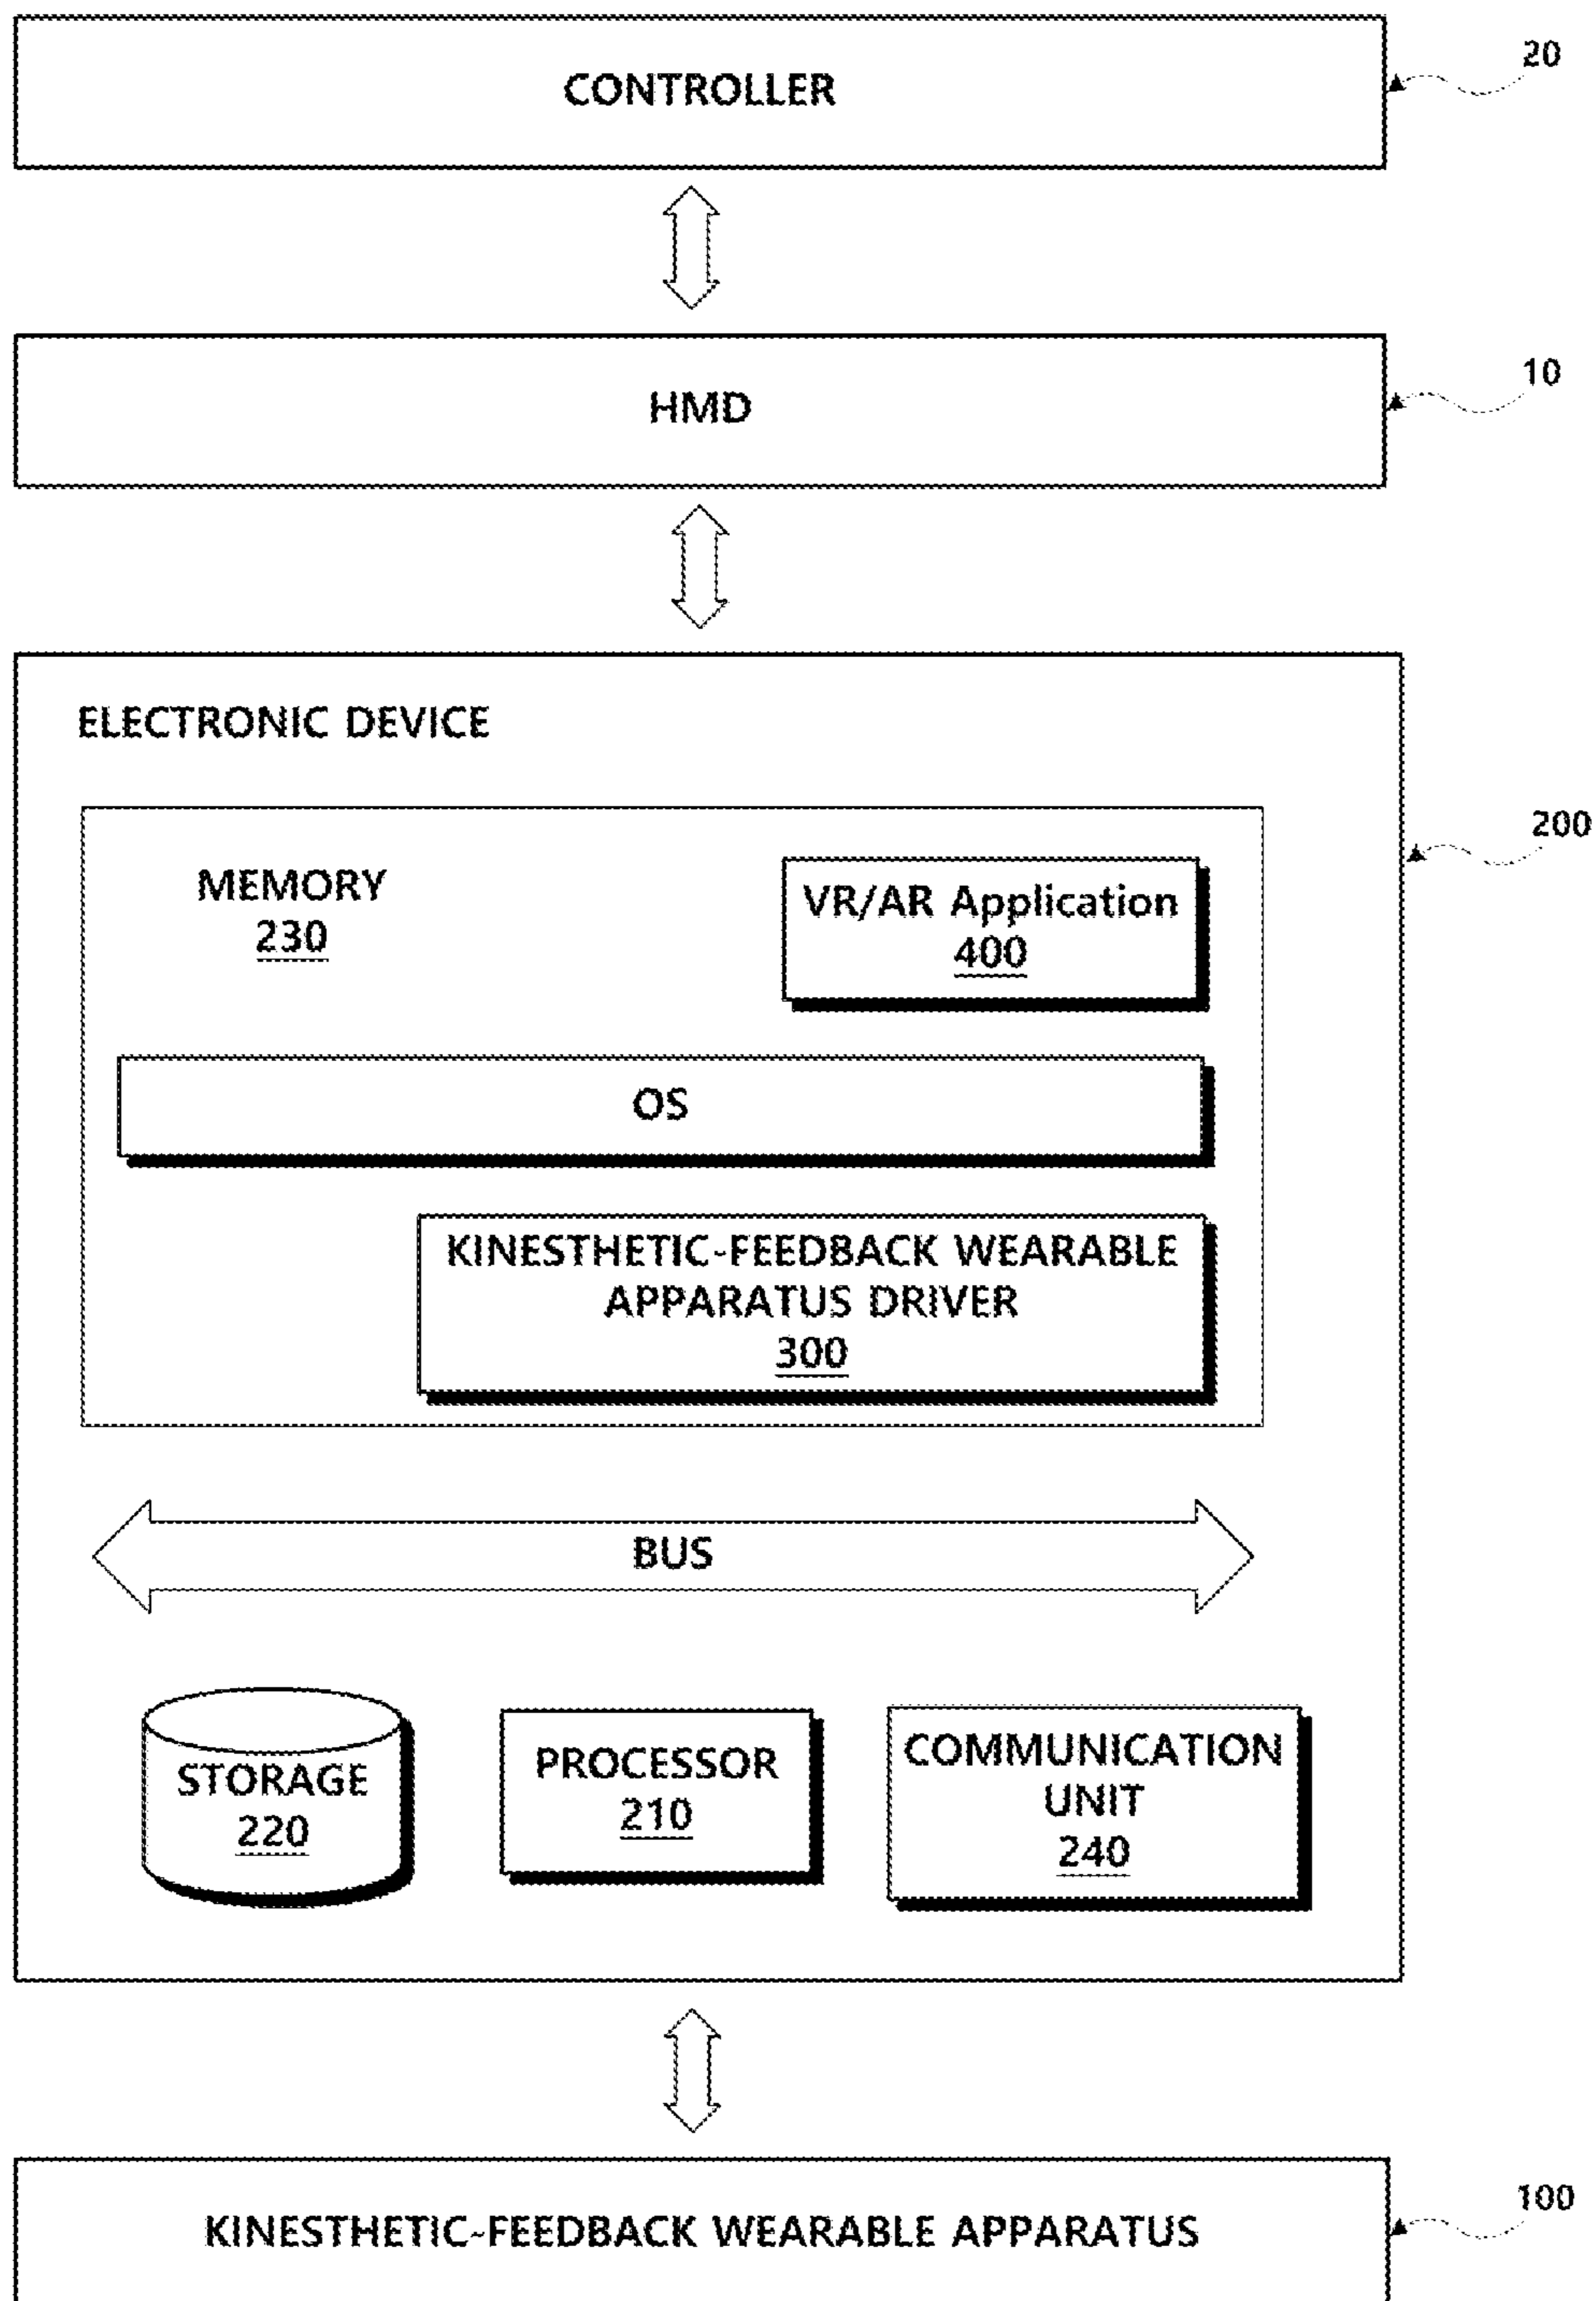 CONTROLLER
20
HMD
10
ELECTRONIC DEVICE
200
MEMORY
230
VR/AR Application
400
OS
KINESTHETIC-FEEDBACK WEARABLE
APPARATUS DRIVER
300
BUS
STORAGE
220
PROCESSOR
210
COMMUNICATION
UNIT
240
KINESTHETIC-FEEDBACK WEARABLE APPARATUS
100